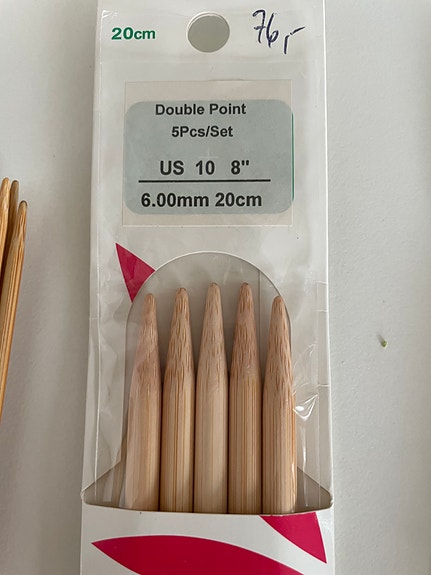 20cm
76,-
Double Point
5Pcs/Set
US 10 8"
6.00mm 20cm